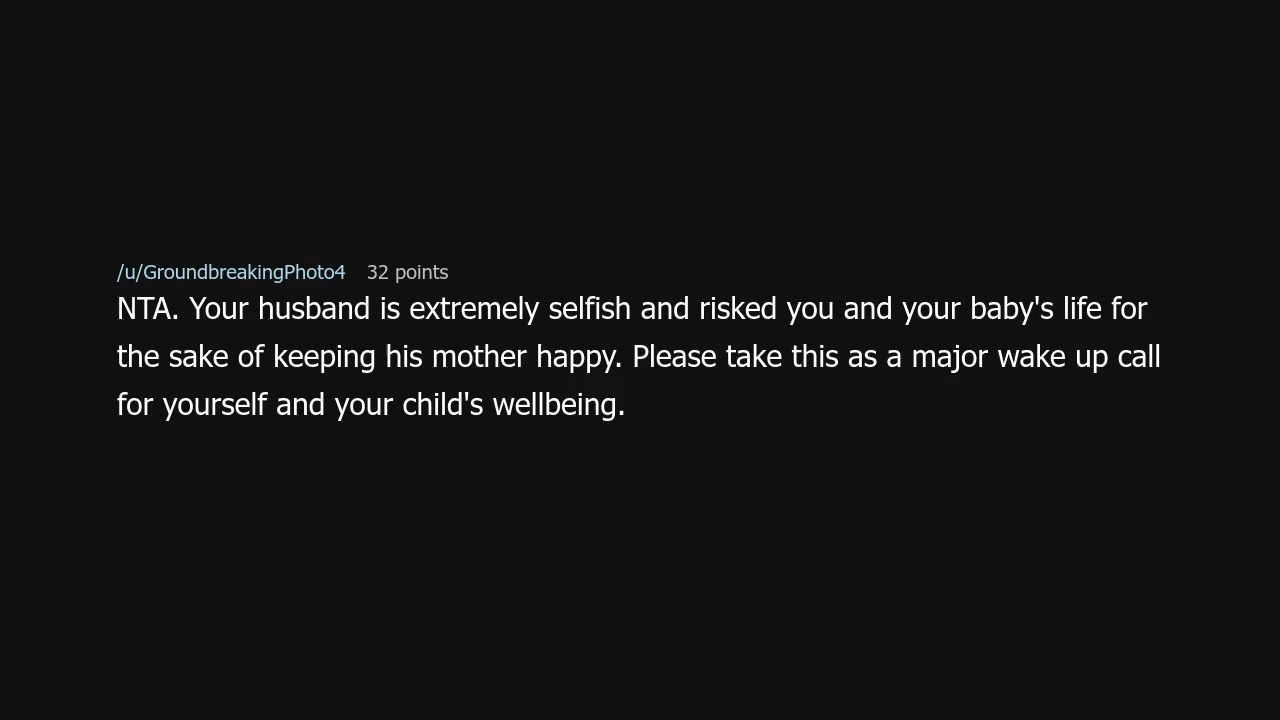 /u/GroundbreakingPhoto4 32 points
NTA. Your husband is extremely selfish and risked you and your baby's life for
the sake of keeping his mother happy. Please take this as a major wake up call
for yourself and your child's wellbeing.